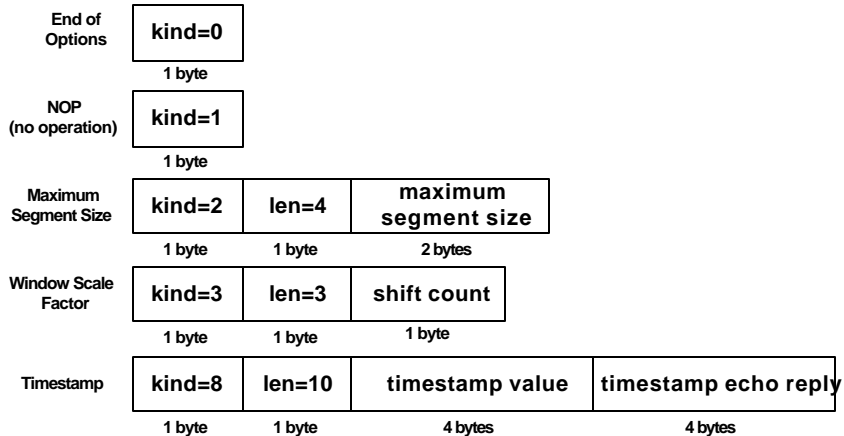 End of
Options
kind=0
1 byte
NOP
(no operation)
kind=1
1 byte
Maximum
Segment Size
kind=2
len=4
maximum
segment size
1 byte
1 byte
2 bytes
Window Scale
Factor
kind=3
len=3
shift count
1 byte
1 byte
1 byte
Timestamp
kind=8
len=10
timestamp value
timestamp echo reply
1 byte
1 byte
4 bytes
4 bytes